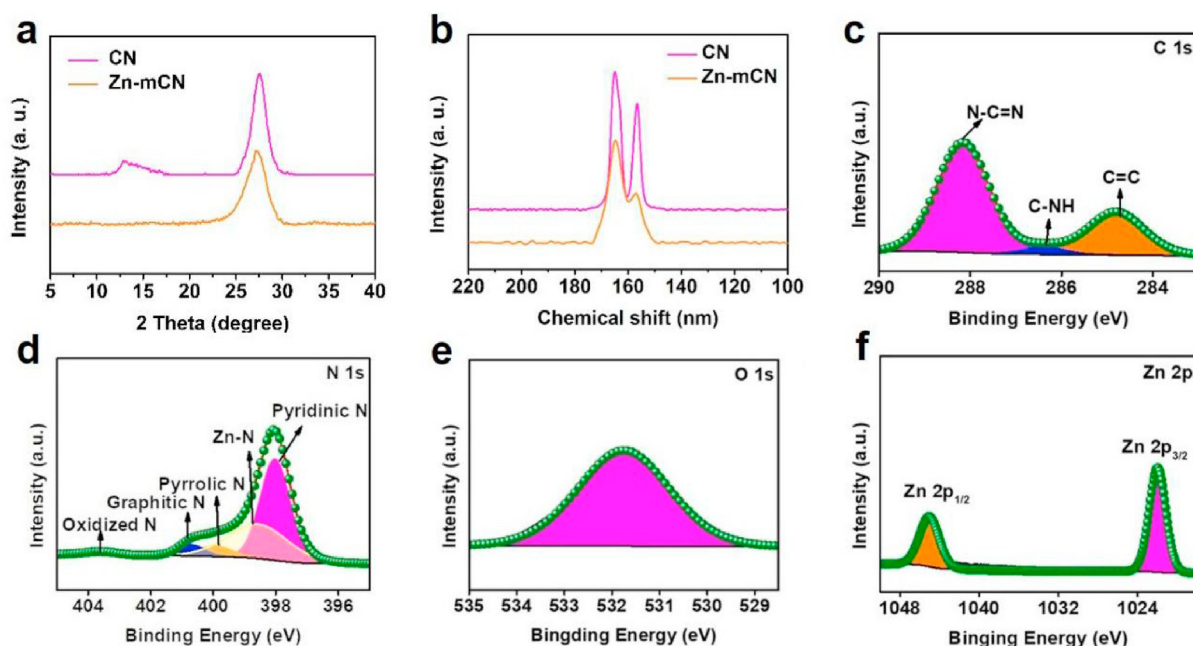 a
CN
Zn-mCN
Intensity (a. u.)
5 10 15 20 25 30 35 40
2 Theta (degree)
b
CN
Zn-mCN
Intensity (a. u.)
220 200 180 160 140 120 100
Chemical shift (nm)
c
C 1s
N-C=N
C-NH
C=C
Intensity (a.u.)
290 288 286 284
Binding Energy (eV)
d
N 1s
Pyridinic N
Zn-N
Pyrrolic N
Graphitic N
Oxidized N
Intensity (a.u.)
404 402 400 398 396
Binding Energy (eV)
e
O 1s
Intensity (a.u.)
535 534 533 532 531 530 529
Bingding Energy (eV)
f
Zn 2p
Zn 2p3/2
Zn 2p1/2
Intensity (a.u.)
1048 1040 1032 1024
Binging Energy (eV)